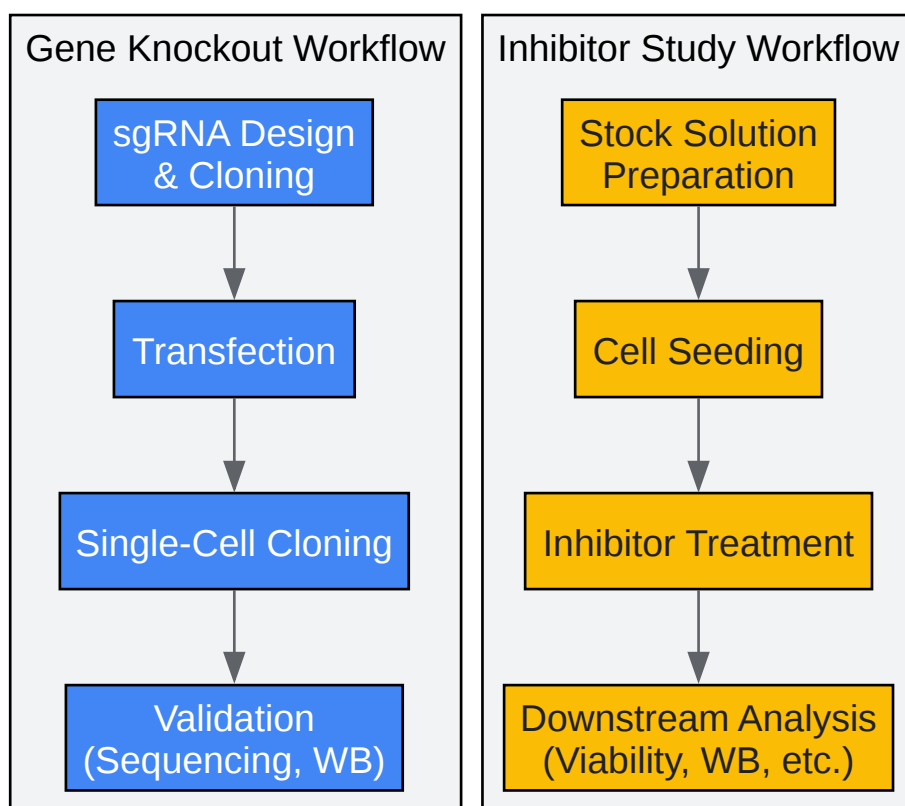 Gene Knockout Workflow
sgRNA Design
& Cloning
Transfection
Single-Cell Cloning
Validation
(Sequencing, WB)
Inhibitor Study Workflow
Stock Solution
Preparation
Cell Seeding
Inhibitor Treatment
Downstream Analysis
(Viability, WB, etc.)